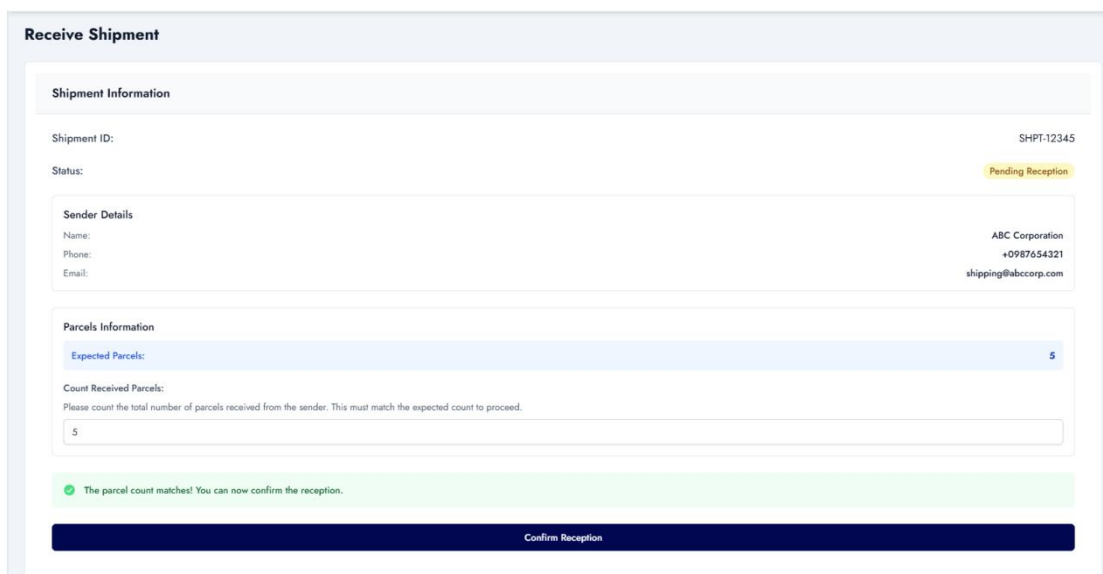 Receive Shipment
Shipment Information
Shipment ID: SHPT-12345
Status: Pending Reception
Sender Details
Name: ABC Corporation
Phone: +0987654321
Email: shipping@abccorp.com
Parcels Information
Expected Parcels: 5
Count Received Parcels:
Please count the total number of parcels received from the sender. This must match the expected count to proceed.
5
The parcel count matches! You can now confirm the reception.
Confirm Reception